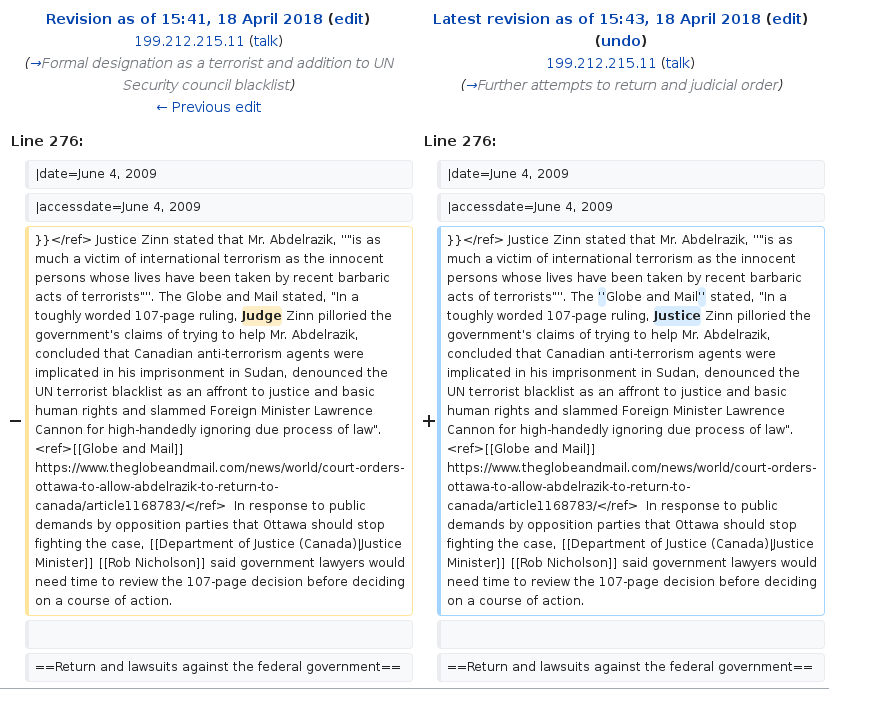 Revision as of 15:41, 18 April 2018 (edit)
199.212.215.11 (talk)
(→Formal designation as a terrorist and addition to UN
Security council blacklist)
← Previous edit
Latest revision as of 15:43, 18 April 2018 (edit)
(undo)
199.212.215.11 (talk)
(→Further attempts to return and judicial order)
Line 276:
|date=June 4, 2009
|accessdate=June 4, 2009
−
}}</ref> Justice Zinn stated that Mr. Abdelrazik, ""is as
much a victim of international terrorism as the innocent
persons whose lives have been taken by recent barbaric
acts of terrorists"". The Globe and Mail stated, "In a
toughly worded 107-page ruling, Judge Zinn pilloried the
government's claims of trying to help Mr. Abdelrazik,
concluded that Canadian anti-terrorism agents were
implicated in his imprisonment in Sudan, denounced the
UN terrorist blacklist as an affront to justice and basic
human rights and slammed Foreign Minister Lawrence
Cannon for high-handedly ignoring due process of law".
<ref>[[Globe and Mail]]
https://www.theglobeandmail.com/news/world/court-orders-
ottawa-to-allow-abdelrazik-to-return-to-
canada/article1168783/</ref>  In response to public
demands by opposition parties that Ottawa should stop
fighting the case, [[Department of Justice (Canada)|Justice
Minister]] [[Rob Nicholson]] said government lawyers would
need time to review the 107-page decision before deciding
on a course of action.
==Return and lawsuits against the federal government==
Line 276:
|date=June 4, 2009
|accessdate=June 4, 2009
+
}}</ref> Justice Zinn stated that Mr. Abdelrazik, ""is as
much a victim of international terrorism as the innocent
persons whose lives have been taken by recent barbaric
acts of terrorists"". The ''Globe and Mail'' stated, "In a
toughly worded 107-page ruling, Justice Zinn pilloried the
government's claims of trying to help Mr. Abdelrazik,
concluded that Canadian anti-terrorism agents were
implicated in his imprisonment in Sudan, denounced the
UN terrorist blacklist as an affront to justice and basic
human rights and slammed Foreign Minister Lawrence
Cannon for high-handedly ignoring due process of law".
<ref>[[Globe and Mail]]
https://www.theglobeandmail.com/news/world/court-orders-
ottawa-to-allow-abdelrazik-to-return-to-
canada/article1168783/</ref>  In response to public
demands by opposition parties that Ottawa should stop
fighting the case, [[Department of Justice (Canada)|Justice
Minister]] [[Rob Nicholson]] said government lawyers would
need time to review the 107-page decision before deciding
on a course of action.
==Return and lawsuits against the federal government==